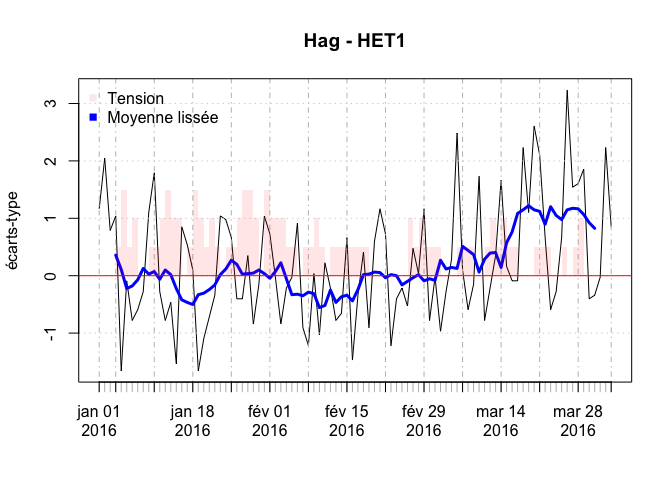 Hag - HET1
Tension
Moyenne lissée
écarts-type
3
2
1
0
-1
jan 01 jan 18 fév 01 fév 15 fév 29 mar 14 mar 28
2016 2016 2016 2016 2016 2016 2016